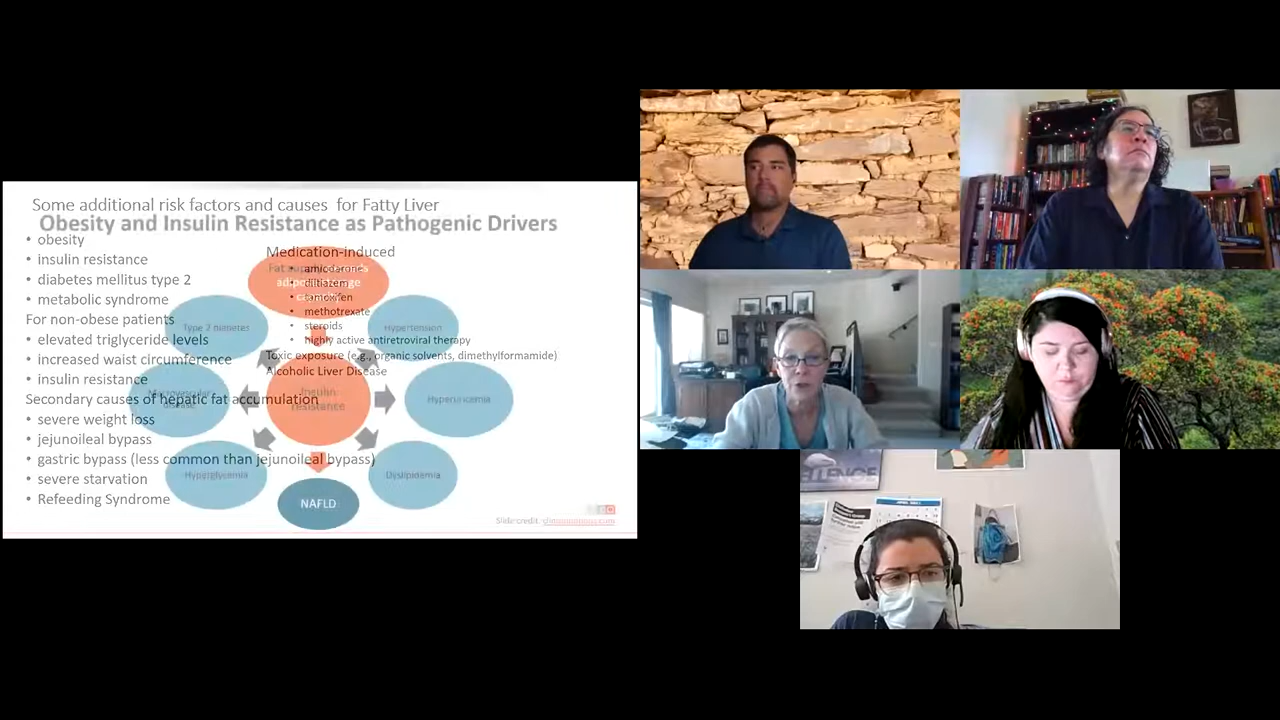 Some additional risk factors and causes for Fatty Liver
Obesity and Insulin Resistance as Pathogenic Drivers
• obesity
• insulin resistance
• diabetes mellitus type 2
• metabolic syndrome
For non-obese patients
• elevated triglyceride levels
• increased waist circumference
• insulin resistance
Secondary causes of hepatic fat accumulation
• severe weight loss
• jejunoileal bypass
• gastric bypass (less common than jejunoileal bypass)
• severe starvation
• Refeeding Syndrome
Medication-induced
• amiodarone
• diltiazem
• tamoxifen
• methotrexate
• steroids
• highly active antiretroviral therapy
Toxic exposure (e.g., organic solvents, dimethylformamide)
Alcoholic Liver Disease
Type 2 diabetes
Hypertension
disease
Insulin
resistance
Hyperuricemia
Hyperglycemia
Dyslipidemia
NAFLD
Slide credit: